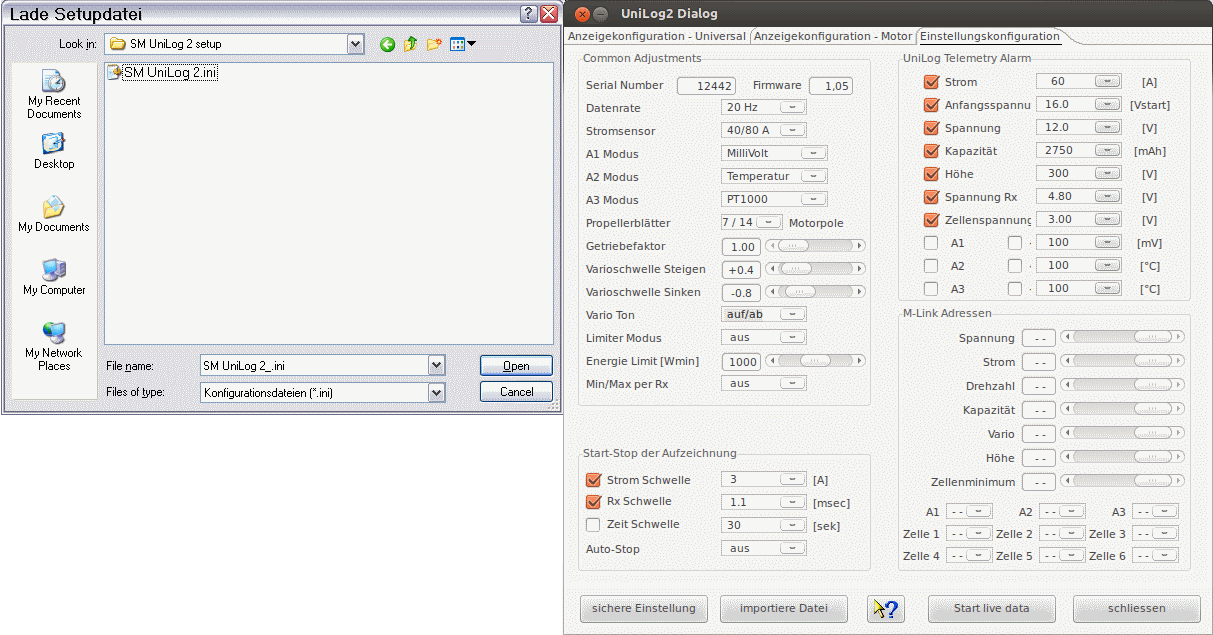 Lade Setupdatei
Look in: SM UniLog 2 setup
SM UniLog 2.ini
My Recent
Documents
Desktop
My Documents
My Computer
My Network
Places
File name: SM UniLog 2_.ini Open
Files of type: Konfigurationsdateien (*.ini) Cancel
UniLog2 Dialog
Anzeigekonfiguration - Universal Anzeigekonfiguration - Motor Einstellungskonfiguration
Common Adjustments
Serial Number 12442 Firmware 1,05
Datenrate 20 Hz
Stromsensor 40/80 A
A1 Modus MilliVolt
A2 Modus Temperatur
A3 Modus PT1000
Propellerblätter 7 / 14 Motorpole
Getriebefaktor 1.00
Varioschwelle Steigen +0.4
Varioschwelle Sinken -0.8
Vario Ton auf/ab
Limiter Modus aus
Energie Limit [Wmin] 1000
Min/Max per Rx aus
Start-Stop der Aufzeichnung
Strom Schwelle 3 [A]
Rx Schwelle 1.1 [msec]
Zeit Schwelle 30 [sek]
Auto-Stop aus
UniLog Telemetry Alarm
Strom 60 [A]
Anfangsspannu 16.0 [Vstart]
Spannung 12.0 [V]
Kapazität 2750 [mAh]
Höhe 300 [V]
Spannung Rx 4.80 [V]
Zellenspannung 3.00 [V]
A1 - 100 [mV]
A2 - 100 [°C]
A3 - 100 [°C]
M-Link Adressen
Spannung - -
Strom - -
Drehzahl - -
Kapazität - -
Vario - -
Höhe - -
Zellenminimum - -
A1 - - A2 - - A3 - -
Zelle 1 - - Zelle 2 - - Zelle 3 - -
Zelle 4 - - Zelle 5 - - Zelle 6 - -
sichere Einstellung importiere Datei ? Start live data schliessen